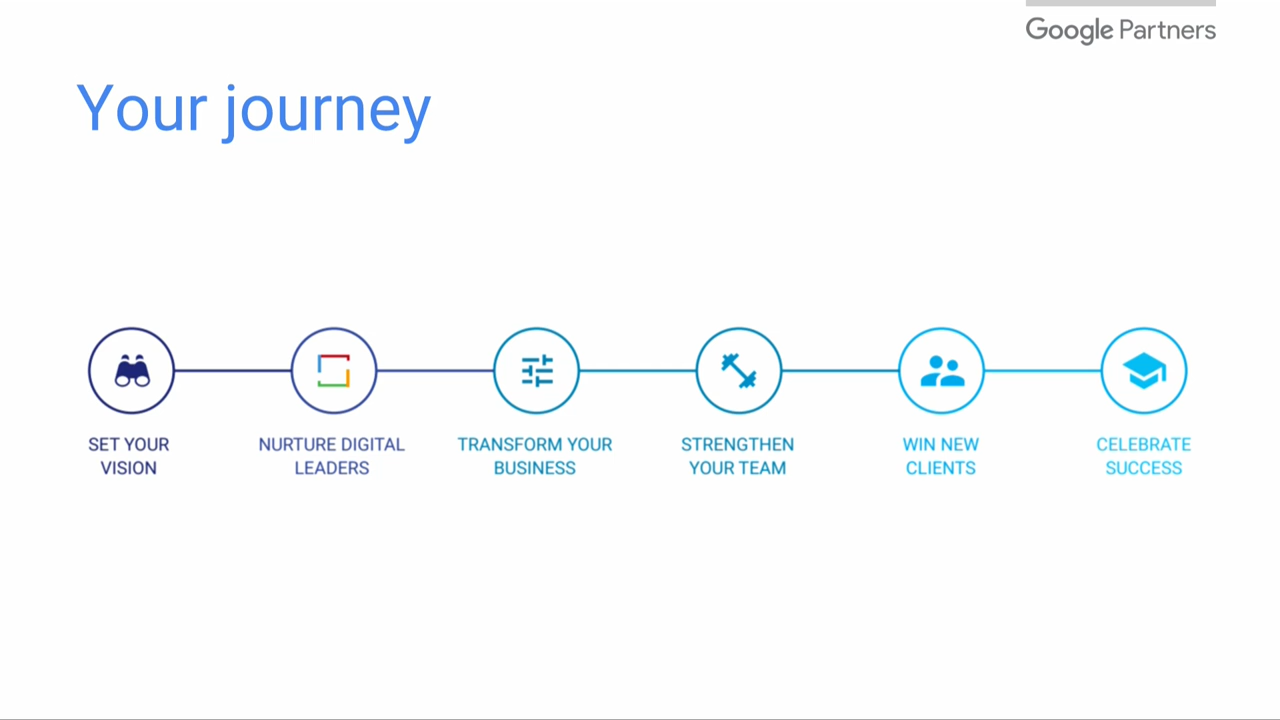 Google Partners
Your journey
SET YOUR
VISION
NURTURE DIGITAL
LEADERS
TRANSFORM YOUR
BUSINESS
STRENGTHEN
YOUR TEAM
WIN NEW
CLIENTS
CELEBRATE
SUCCESS